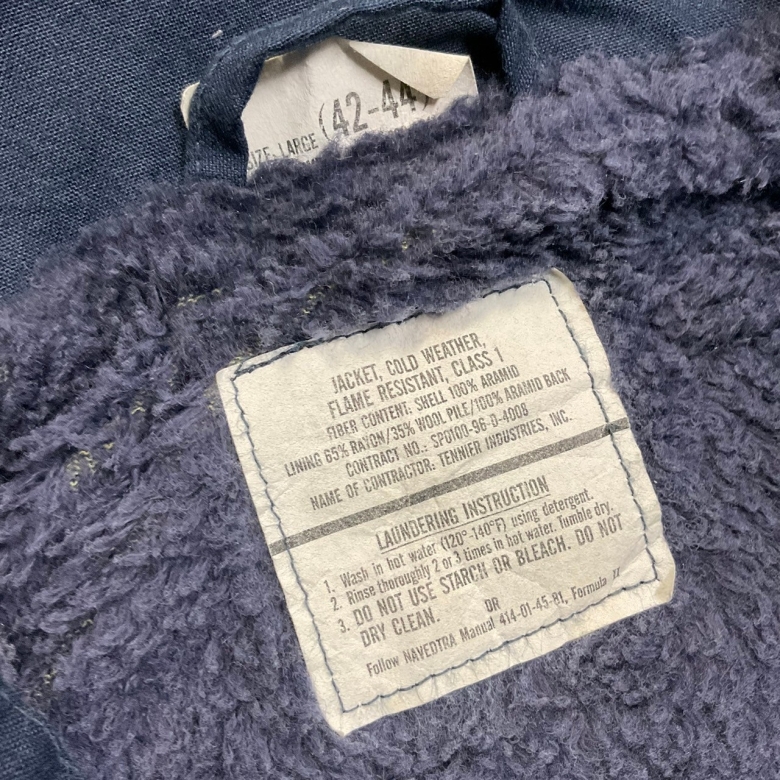 (42-44)
SIZE, LARGE
JACKET, COLD WEATHER,
FLAME RESISTANT, CLASS 1
FIBER CONTENT: SHELL 100% ARAMID
LINING 65% RAYON/35% WOOL PILE/100% ARAMID BACK
CONTRACT NO.: SPO100-96-D-4008
NAME OF CONTRACTOR: TENNIER INDUSTRIES, INC.
LAUNDERING INSTRUCTION
1. Wash in hot water (120°-140°F) using detergent.
2. Rinse thoroughly 2 or 3 times in hot water. Tumble dry.
3. DO NOT USE STARCH OR BLEACH. DO NOT
DRY CLEAN.
OR
Follow NAVEDTRA Manual 414-01-45-81, Formula II